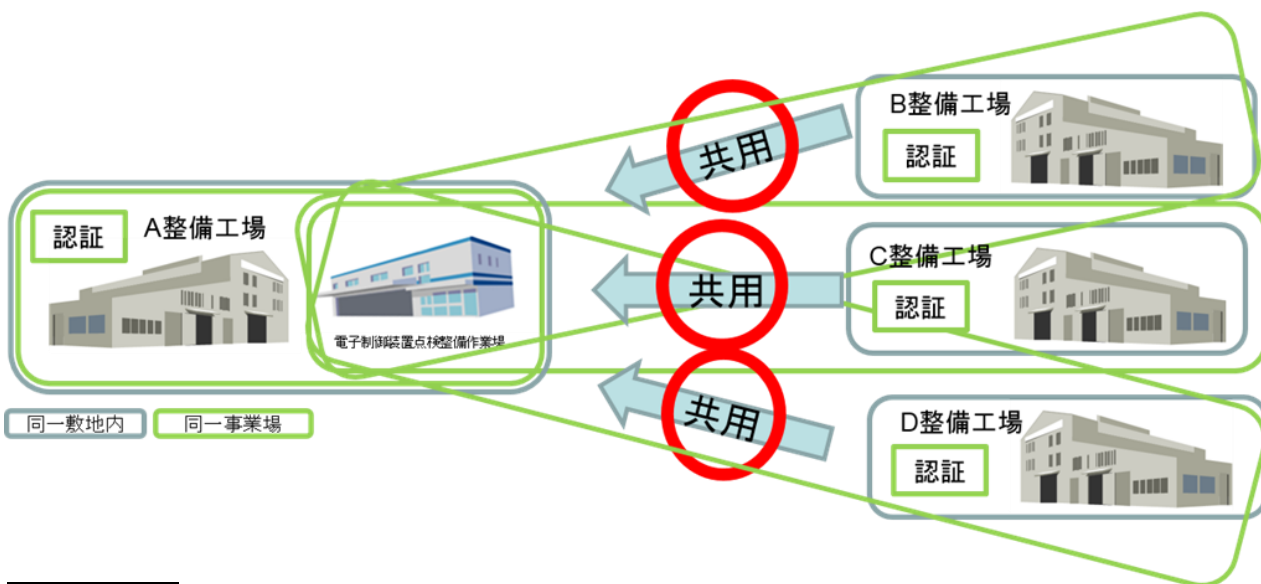 B整備工場
認証
共用
認証
A整備工場
電子制御装置点検整備作業場
共用
C整備工場
認証
共用
D整備工場
認証
同一敷地内
同一事業場